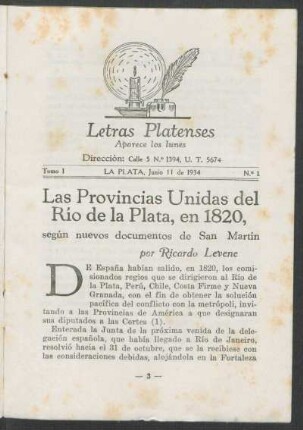 Letras Platenses
Aparece los lunes
Dirección: Calle 5 N.º 1394, U. T. 5674
Tomo I LA PLATA, Junio 11 de 1934 N.º 1
Las Provincias Unidas del
Rio de la Plata, en 1820,
según nuevos documentos de San Martín
por Ricardo Levene
DE España habían salido, en 1820, los comi-
sionados regios que se dirigieron al Río de
la Plata, Perú, Chile, Costa Firme y Nueva
Granada, con el fin de obtener la solución
pacífica del conflicto con la metrópoli, invi-
tando a las Provincias de América a que designaran
sus diputados a las Cortes (1).
Enterada la Junta de la próxima venida de la dele-
gación española, que había llegado a Río de Janeiro,
resolvió hacia el 31 de octubre, que se la recibiese con
las consideraciones debidas, alejándola en la Fortaleza
— 3 —